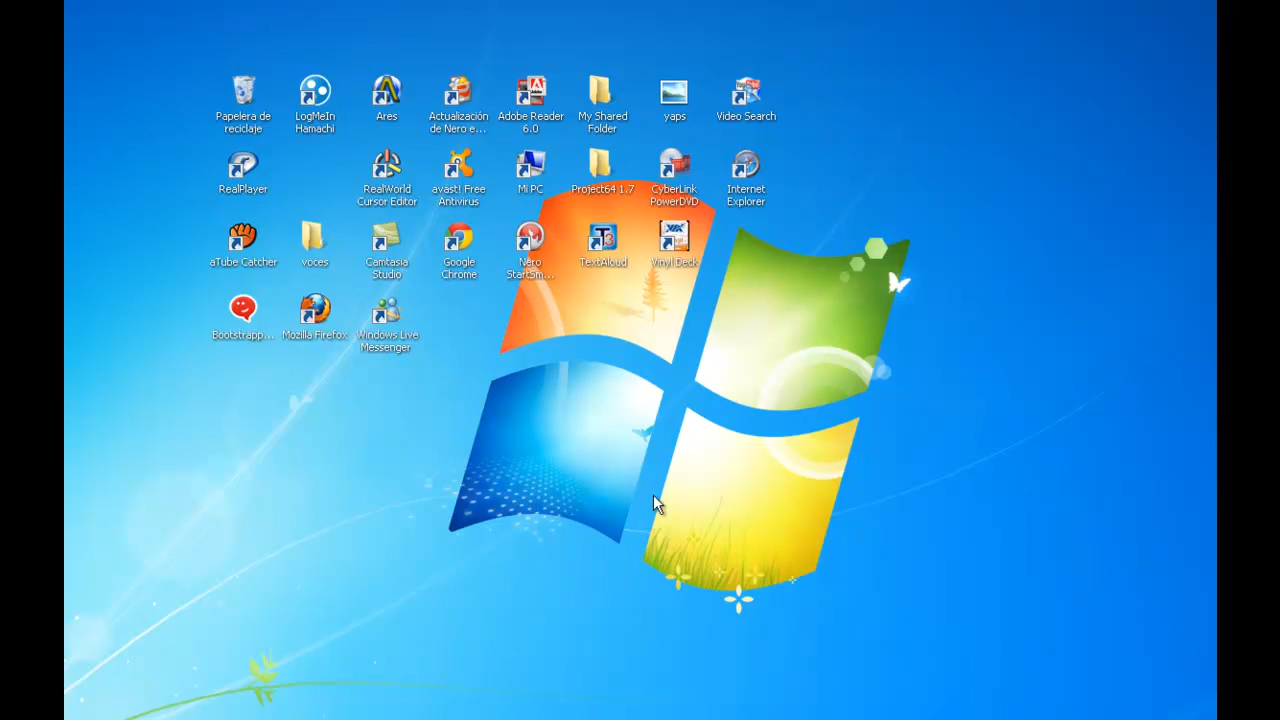 Papelera de
reciclaje
LogMeIn
Hamachi
Ares
Actualización
de Nero e...
Adobe Reader
6.0
My Shared
Folder
yaps
Video Search
RealPlayer
RealWorld
Cursor Editor
avast! Free
Antivirus
Mi PC
Project64 1.7
CyberLink
PowerDVD
Internet
Explorer
aTube Catcher
voces
Camtasia
Studio
Google
Chrome
Nero
StartSm...
TextAloud
Vinyl Deck
Bootstrapp...
Mozilla Firefox
Windows Live
Messenger